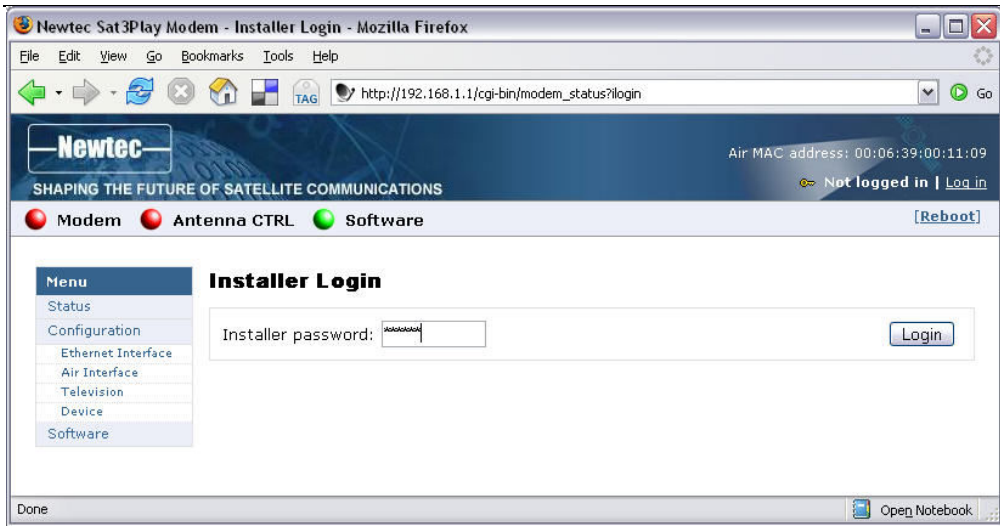 Newtec Sat3Play Modem - Installer Login - Mozilla Firefox
File Edit View Go Bookmarks Tools Help
TAG http://192.168.1.1/cgi-bin/modem_status?ilogin Go
Newtec
SHAPING THE FUTURE OF SATELLITE COMMUNICATIONS
Air MAC address: 00:06:39:00:11:09
Not logged in | Log in
Modem Antenna CTRL Software [Reboot]
Menu
Status
Configuration
Ethernet Interface
Air Interface
Television
Device
Software
Installer Login
Installer password: ******* Login
Done Open Notebook